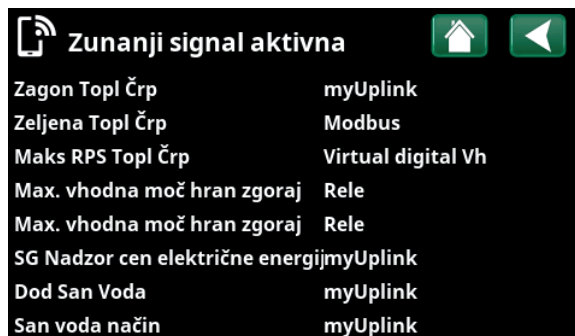 Zunanji signal aktivna
Zagon Topl Črp myUplink
Zeljena Topl Črp Modbus
Maks RPS Topl Črp Virtual digital Vh
Max. vhodna moč hran zgoraj Rele
Max. vhodna moč hran zgoraj Rele
SG Nadzor cen električne energij myUplink
Dod San Voda myUplink
San voda način myUplink